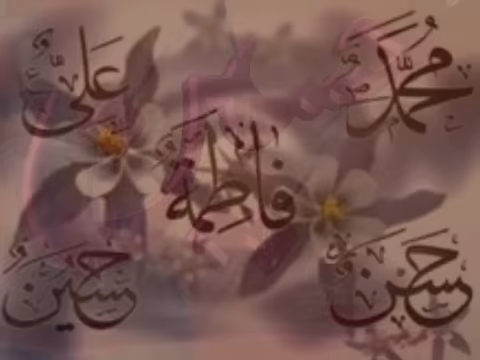 محمد علي
فاطمة
حسن حسين